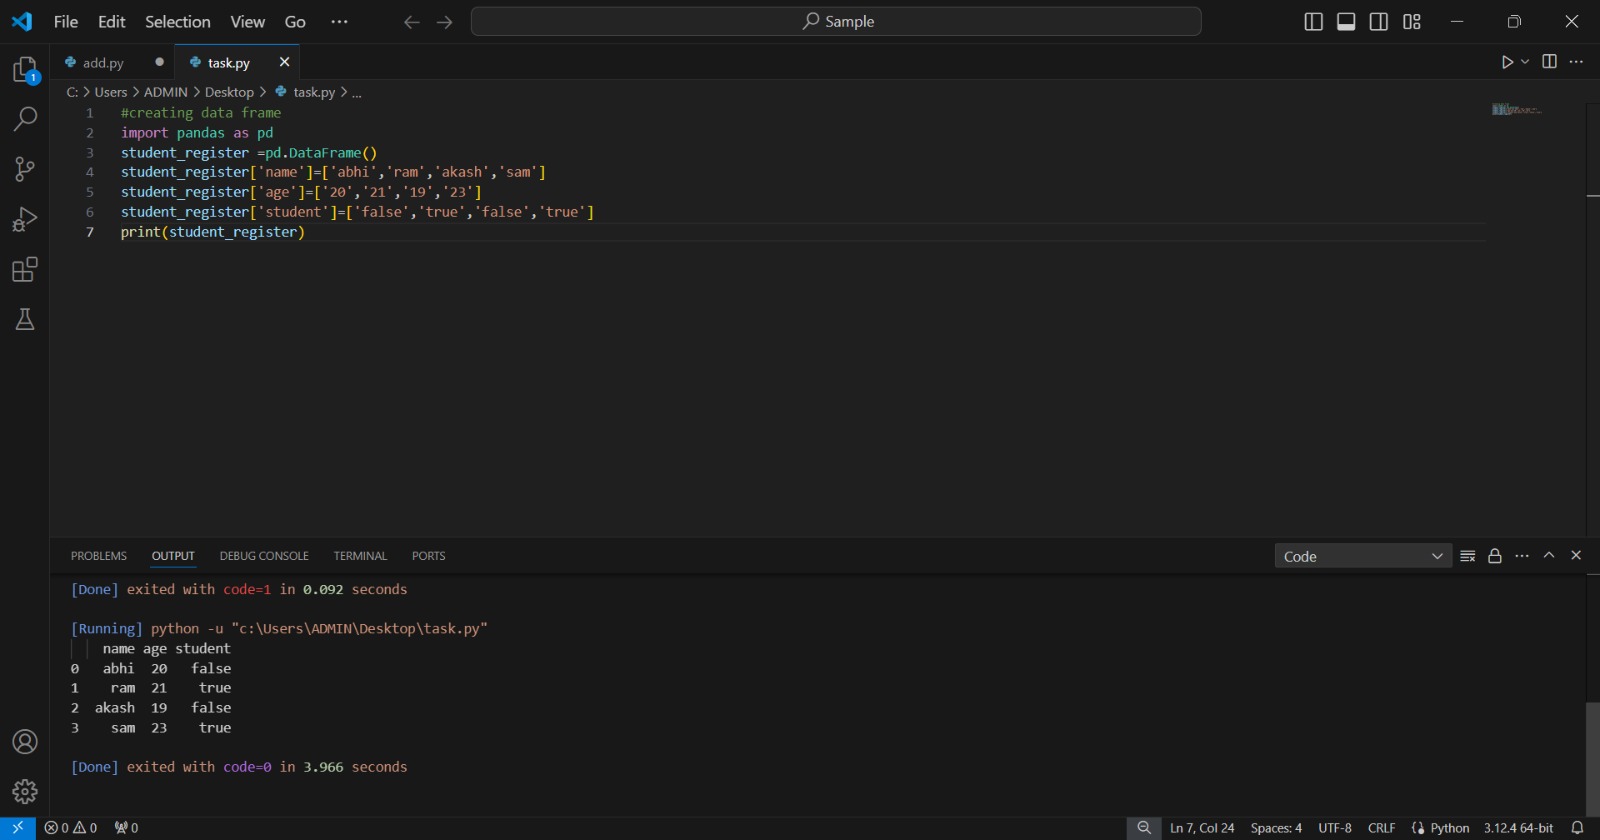 File Edit Selection View Go ··· Sample
add.py task.py
C: > Users > ADMIN > Desktop > task.py > ...
1 #creating data frame
2 import pandas as pd
3 student_register =pd.DataFrame()
4 student_register['name']=['abhi','ram','akash','sam']
5 student_register['age']=['20','21','19','23']
6 student_register['student']=['false','true','false','true']
7 print(student_register)
1
PROBLEMS OUTPUT DEBUG CONSOLE TERMINAL PORTS Code
[Done] exited with code=1 in 0.092 seconds
[Running] python -u "c:\Users\ADMIN\Desktop\task.py"
name age student
0 abhi 20 false
1 ram 21 true
2 akash 19 false
3 sam 23 true
[Done] exited with code=0 in 3.966 seconds
0 0 0 Ln 7, Col 24 Spaces: 4 UTF-8 CRLF Python 3.12.4 64-bit